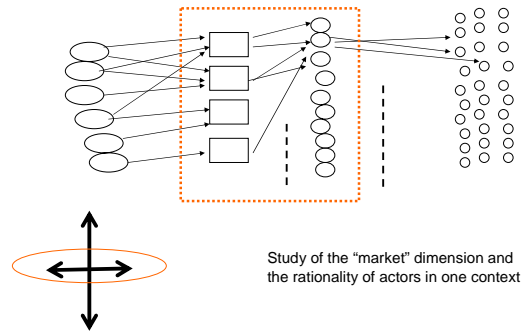 Study of the “market” dimension and
the rationality of actors in one context